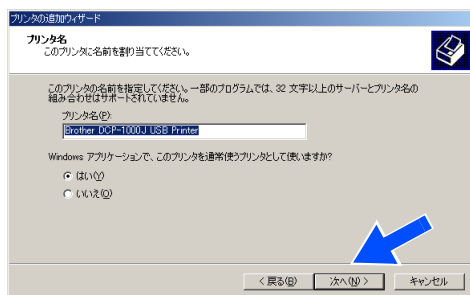 プリンタの追加ウィザード
プリンタ名
このプリンタに名前を割り当ててください。
このプリンタの名前を指定してください。一部のプログラムでは、32 文字以上のサーバーとプリンタ名の
組み合わせはサポートされていません。
プリンタ名(P):
Brother DCP-1000J USB Printer
Windows アプリケーションで、このプリンタを通常使うプリンタとして使いますか?
はい(Y)
いいえ(O)
< 戻る(B) 次へ(N) > キャンセル